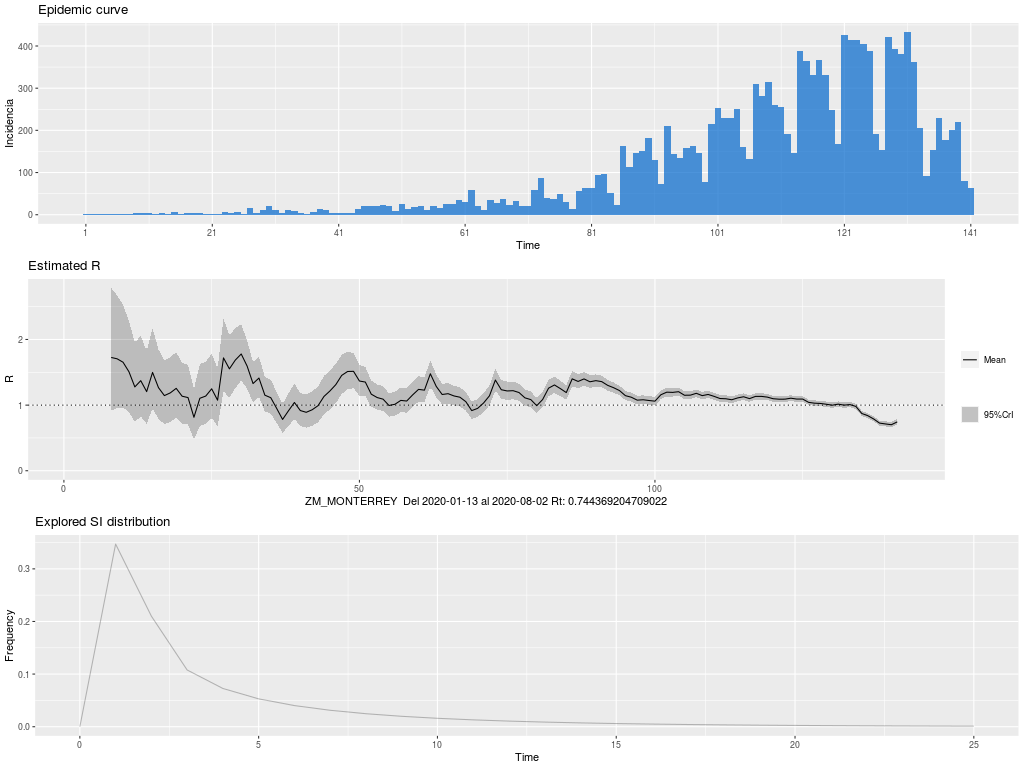 Epidemic curve
Incidencia
400
300
200
100
0
1 21 41 61 81 101 121 141
Time
Estimated R
R
2
1
0
0 50 100
Mean
95%CrI
ZM_MONTERREY Del 2020-01-13 al 2020-08-02 Rt: 0.744369204709022
Explored SI distribution
Frequency
0.3
0.2
0.1
0.0
0 5 10 15 20 25
Time